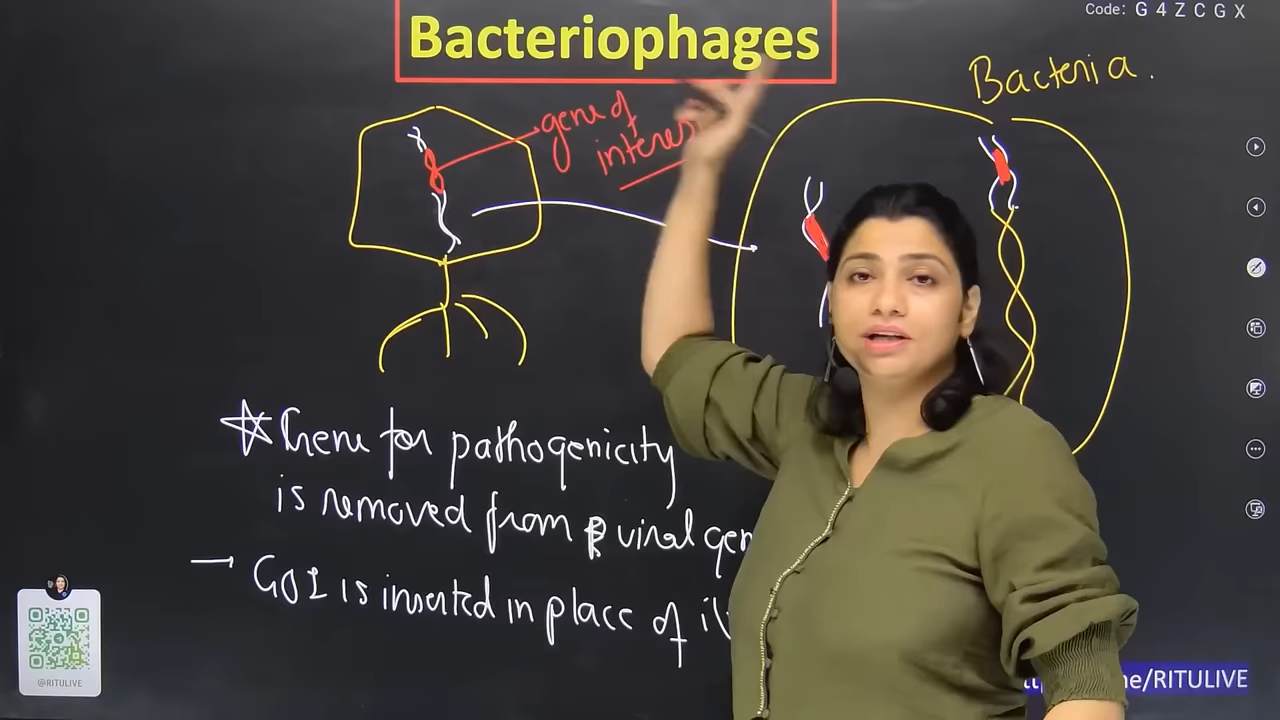 Code: G 4 Z C G X
Bacteriophages
Bacteria.
gene of
interes
☆ Gene for pathogenicity
is removed from viral gen
→ GOI is inserted in place of it
@RITULIVE
me/RITULIVE